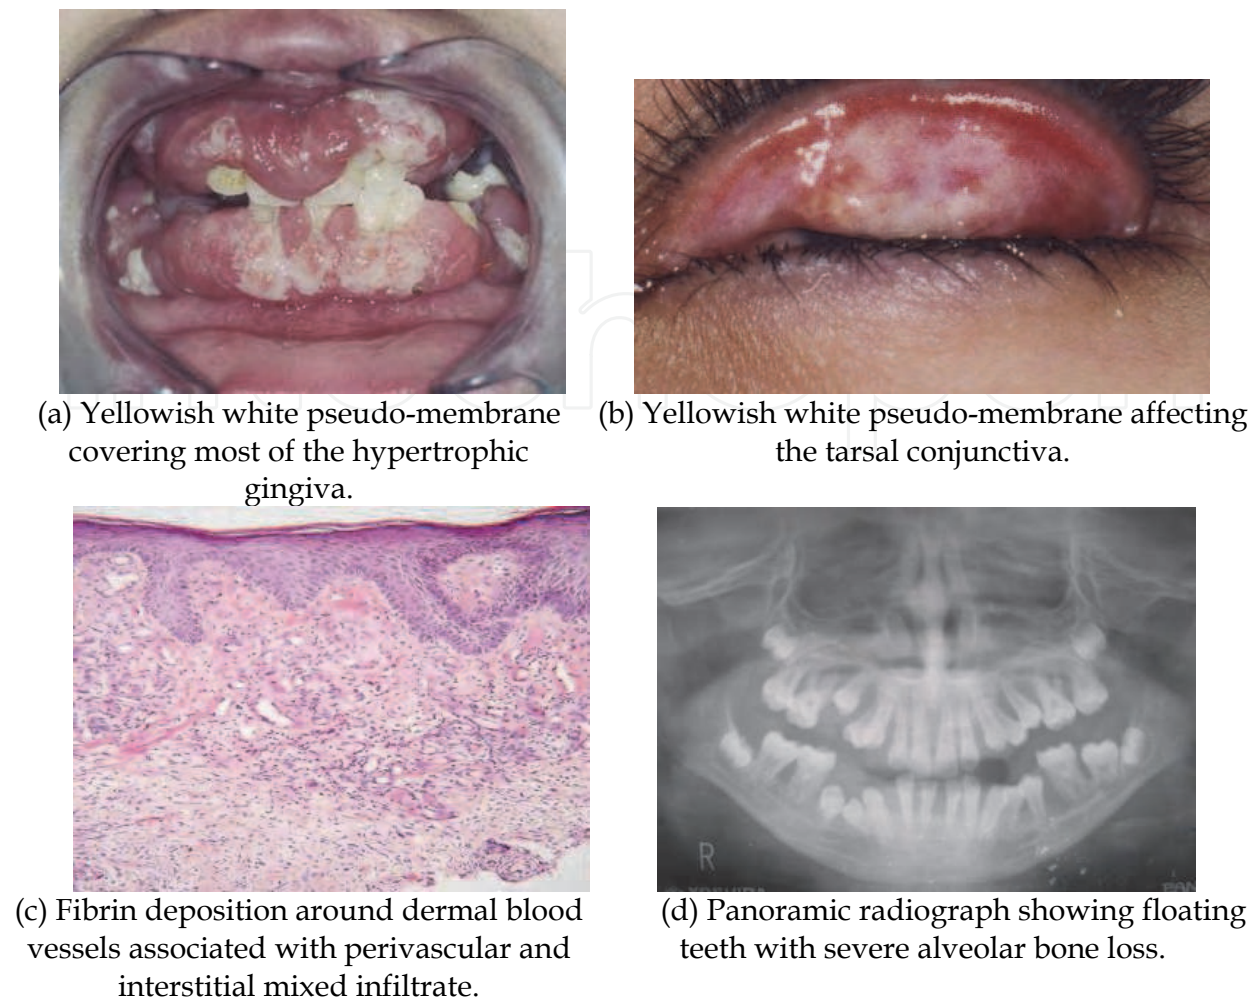 (a) Yellowish white pseudo-membrane
covering most of the hypertrophic
gingiva.
(b) Yellowish white pseudo-membrane affecting
the tarsal conjunctiva.
R
(c) Fibrin deposition around dermal blood
vessels associated with perivascular and
interstitial mixed infiltrate.
(d) Panoramic radiograph showing floating
teeth with severe alveolar bone loss.